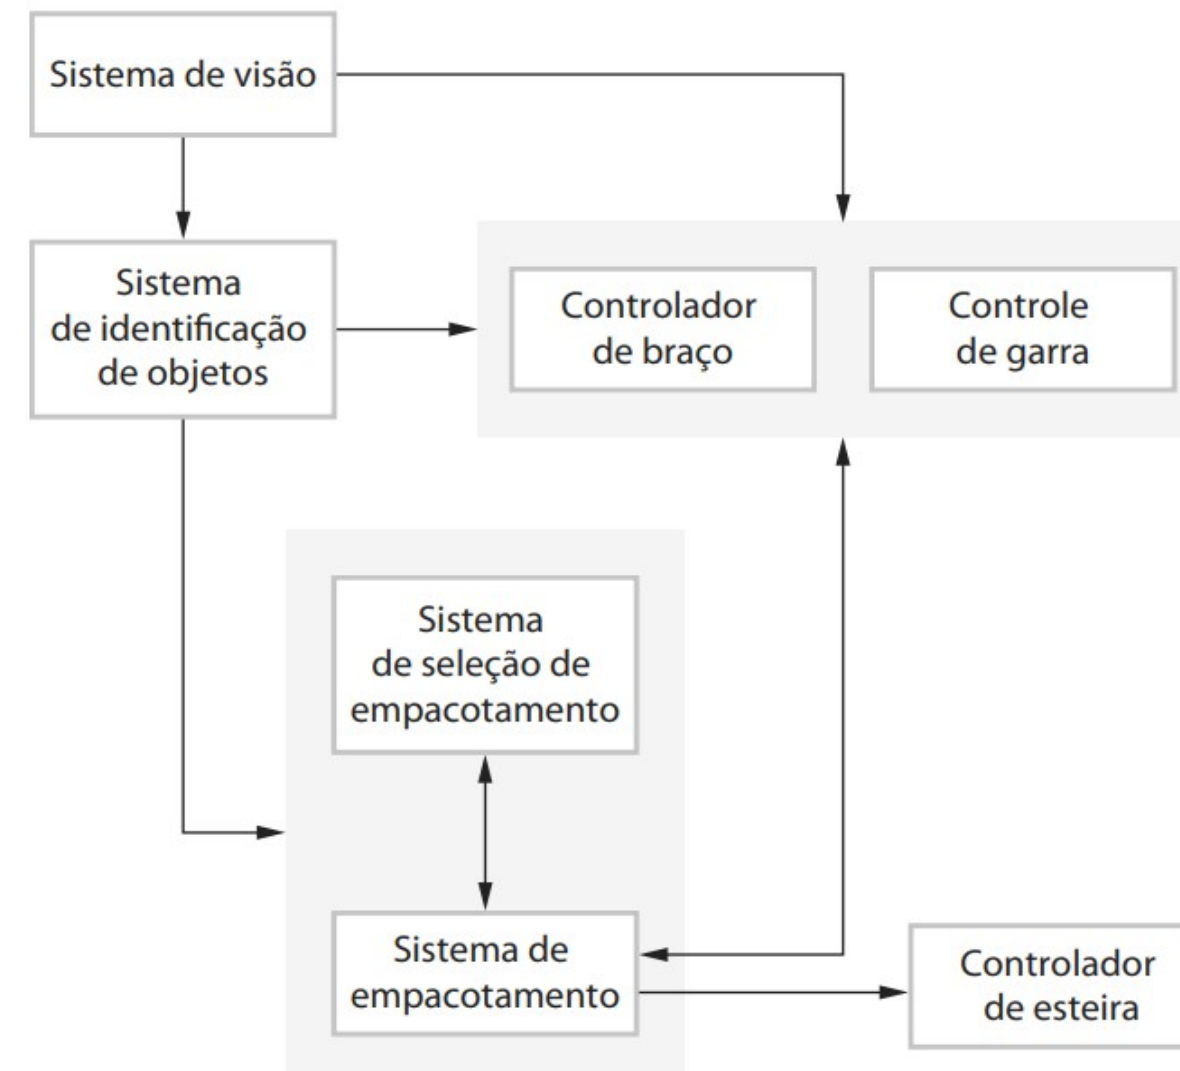 Sistema de visão
Sistema
de identificação
de objetos
Controlador
de braço
Controle
de garra
Sistema
de seleção de
empacotamento
Sistema de
empacotamento
Controlador
de esteira